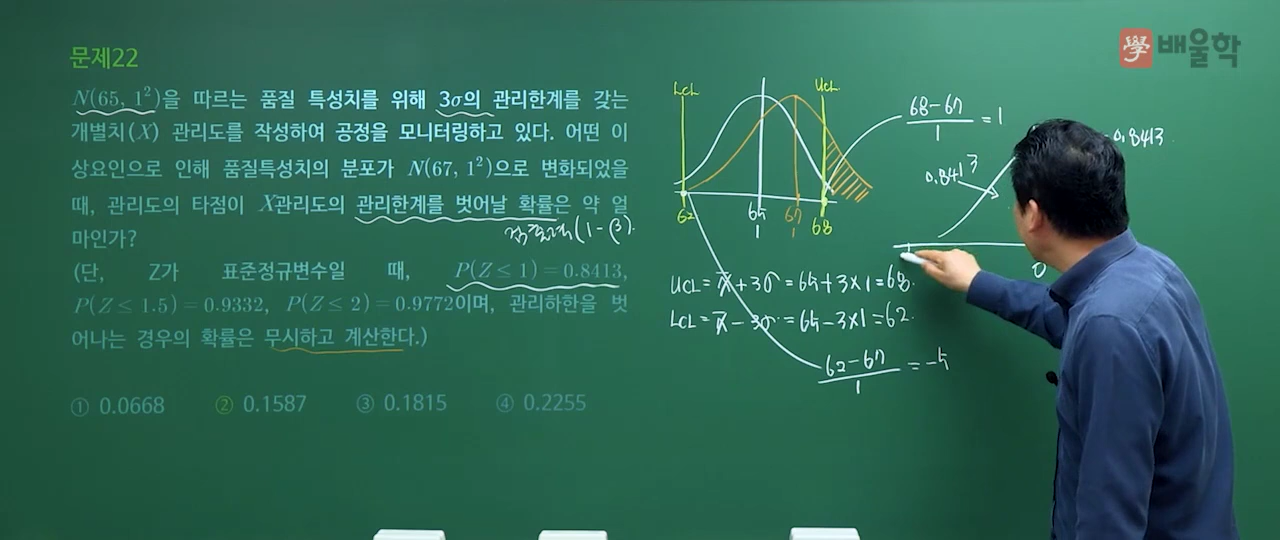 문제22
學 배울학
N(65, 1²)을 따르는 품질 특성치를 위해 3σ의 관리한계를 갖는
개별치(X) 관리도를 작성하여 공정을 모니터링하고 있다. 어떤 이
상요인으로 인해 품질특성치의 분포가 N(67, 1²)으로 변화되었을
때, 관리도의 타점이 X관리도의 관리한계를 벗어날 확률은 약 얼
마인가?
(1-β).
(단, Z가 표준정규변수일 때, P(Z≤1)=0.8413,
P(Z≤1.5)=0.9332, P(Z≤2)=0.9772이며, 관리하한을 벗
어나는 경우의 확률은 무시하고 계산한다.)
① 0.0668 ② 0.1587 ③ 0.1815 ④ 0.2255
LCL UCL
62 65 67 68
1 1
68-67
1
=1
0.8413
0.8413
0
UCL= x̄+3σ=65+3×1=68.
LCL= x̄-3σ=65-3×1=62.
62-67
1
=-5